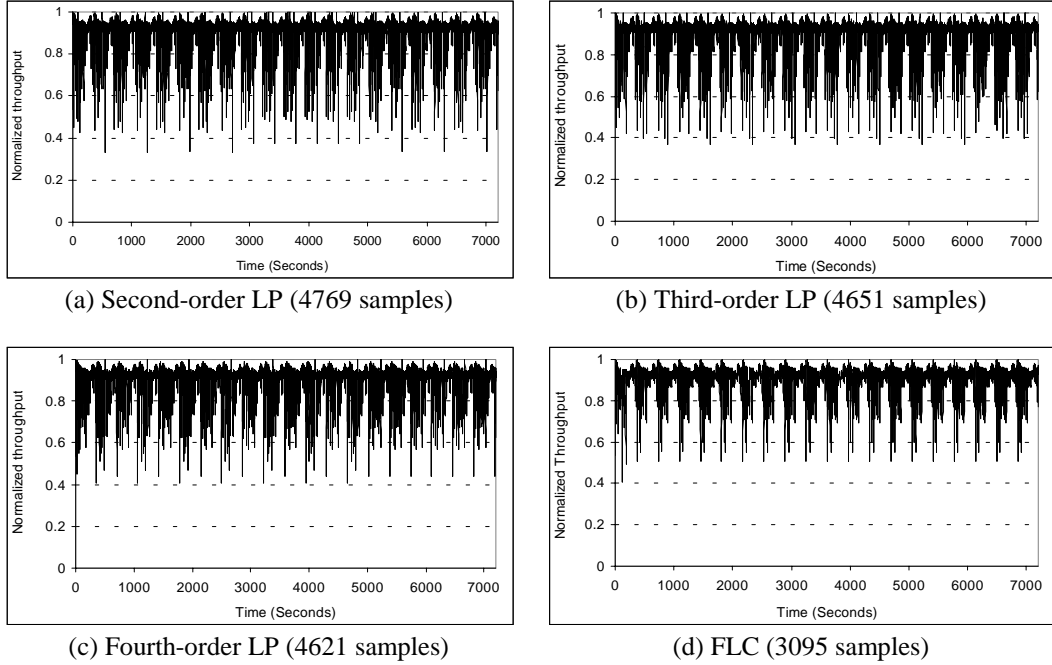 Normalized throughput
1
0.8
0.6
0.4
0.2
0
0 1000 2000 3000 4000 5000 6000 7000
Time (Seconds)
(a) Second-order LP (4769 samples)
Normalized throughput
1
0.8
0.6
0.4
0.2
0
0 1000 2000 3000 4000 5000 6000 7000
Time (Seconds)
(b) Third-order LP (4651 samples)
Normalized throughput
1
0.8
0.6
0.4
0.2
0
0 1000 2000 3000 4000 5000 6000 7000
Time (Seconds)
(c) Fourth-order LP (4621 samples)
Normalized Throughput
1
0.8
0.6
0.4
0.2
0
0 1000 2000 3000 4000 5000 6000 7000
Time (Seconds)
(d) FLC (3095 samples)